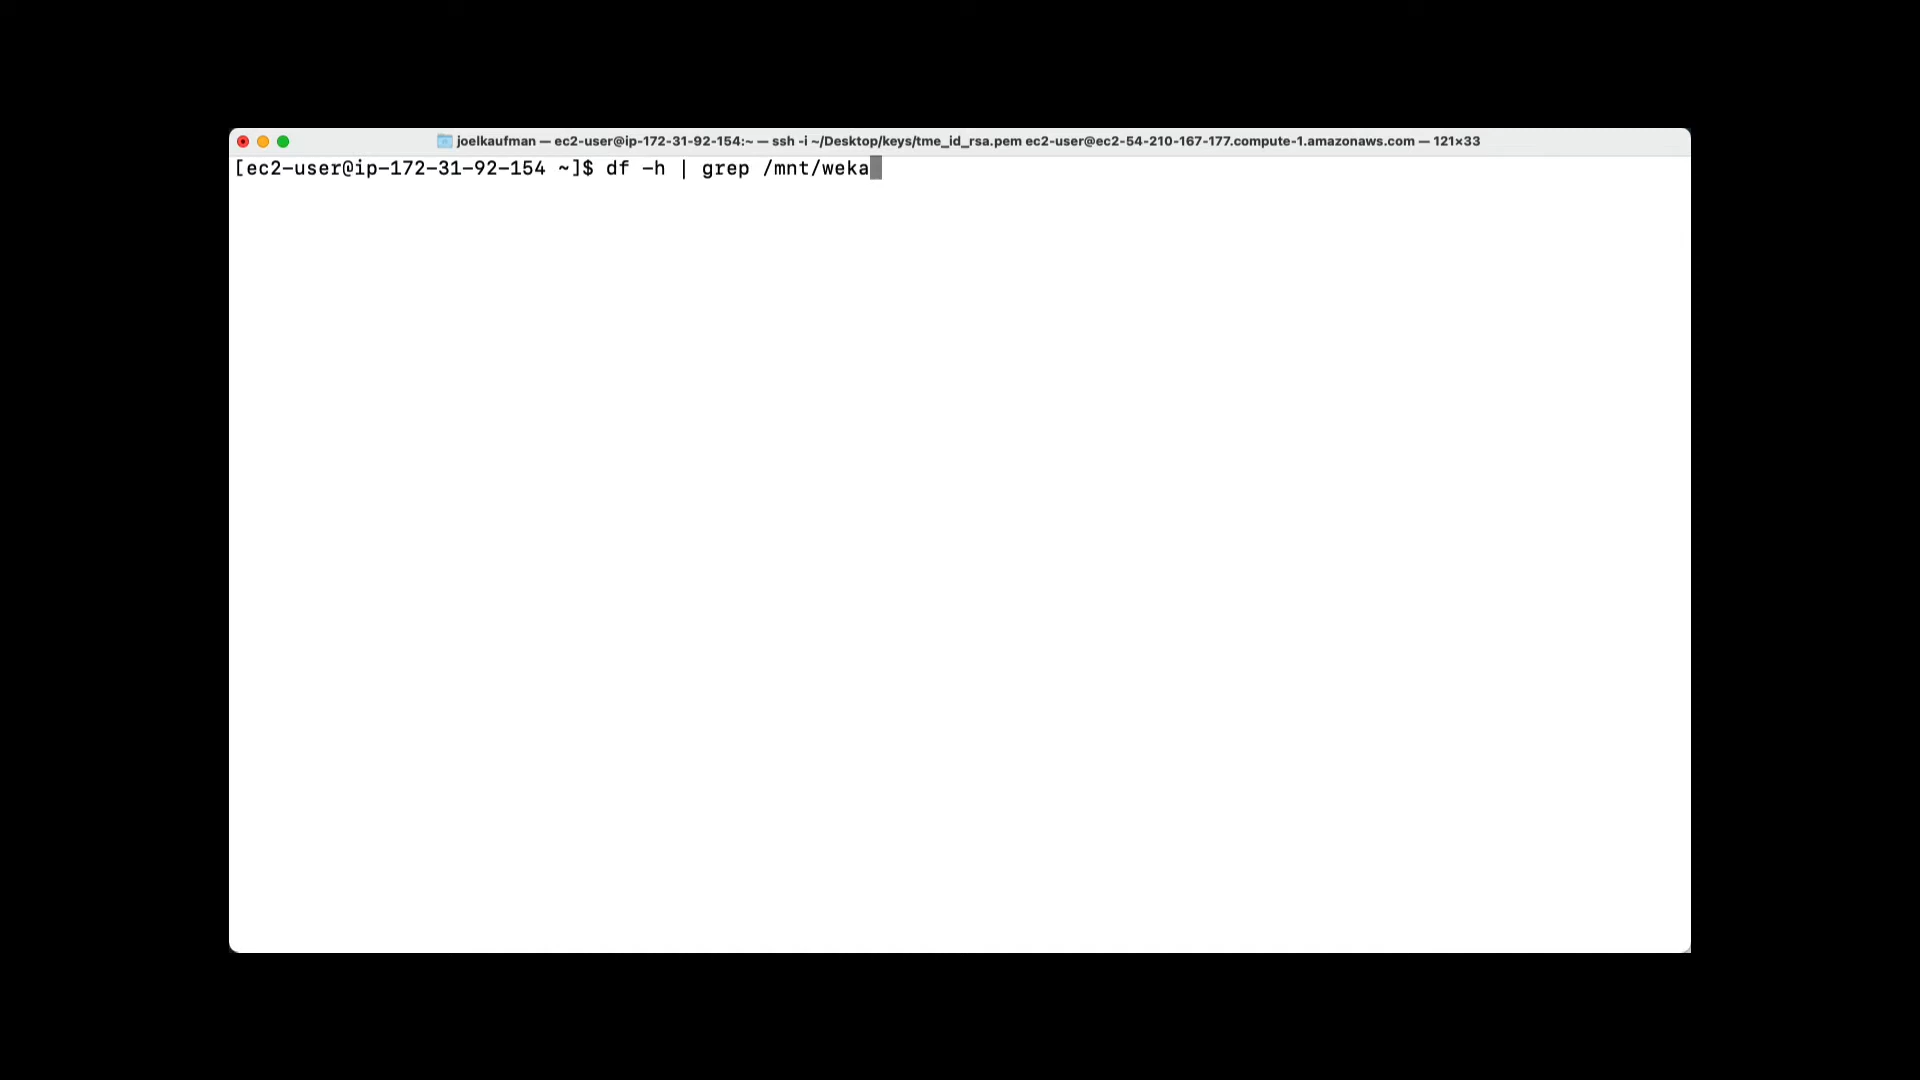 joelkaufman — ec2-user@ip-172-31-92-154:~ — ssh -i ~/Desktop/keys/tme_id_rsa.pem ec2-user@ec2-54-210-167-177.compute-1.amazonaws.com — 121×33
[ec2-user@ip-172-31-92-154 ~]$ df -h | grep /mnt/weka